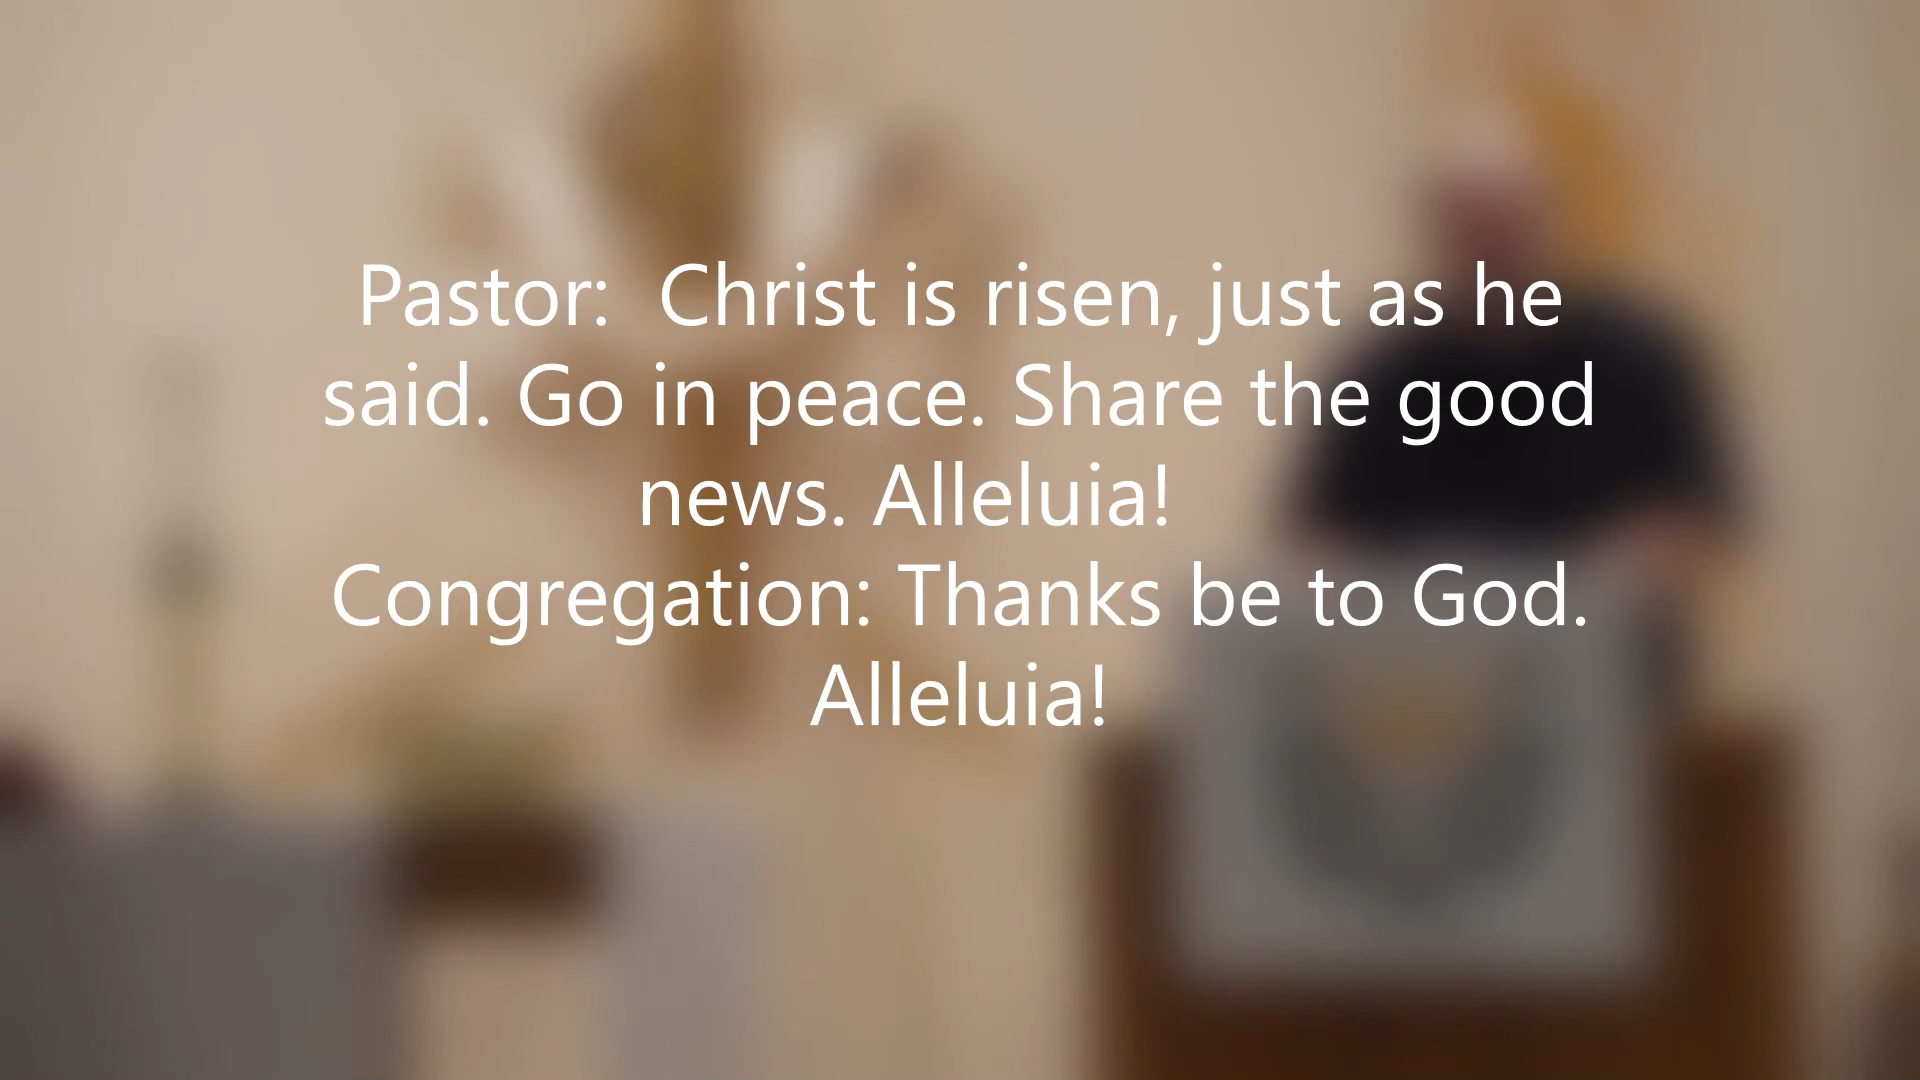 Pastor:  Christ is risen, just as he
said. Go in peace. Share the good
news. Alleluia!
Congregation: Thanks be to God.
Alleluia!